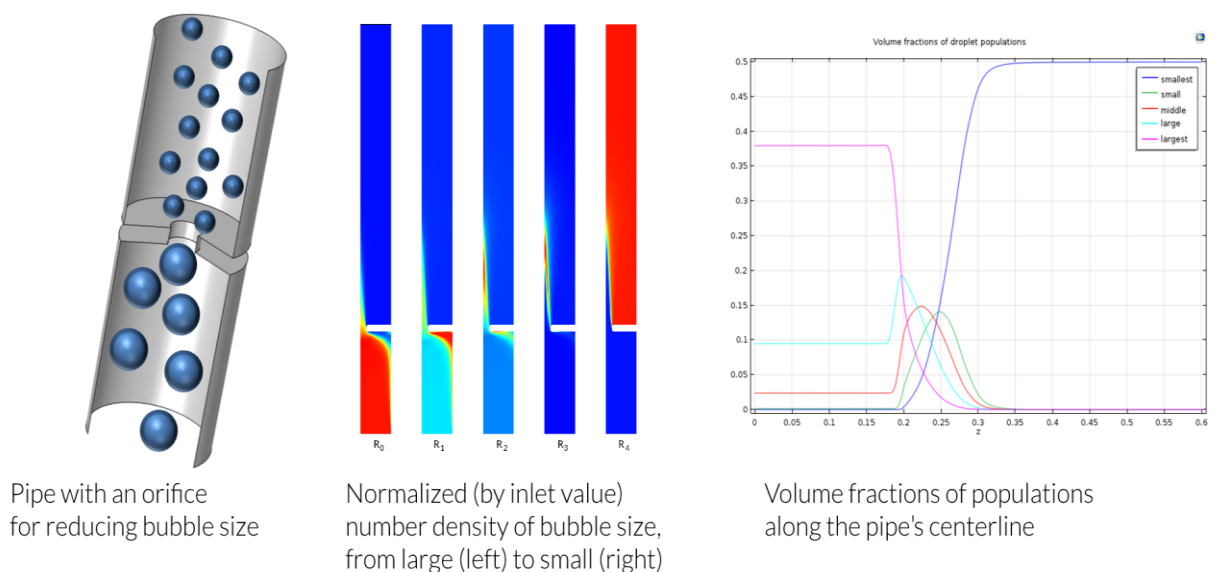 Volume fractions of droplet populations
0.5
0.45
0.4
0.35
0.3
0.25
0.2
0.15
0.1
0.05
0
smallest
small
middle
large
largest
0 0.05 0.1 0.15 0.2 0.25 0.3 0.35 0.4 0.45 0.5 0.55 0.6
z
R0 R1 R2 R3 R4
Pipe with an orifice
for reducing bubble size
Normalized (by inlet value)
number density of bubble size,
from large (left) to small (right)
Volume fractions of populations
along the pipe's centerline